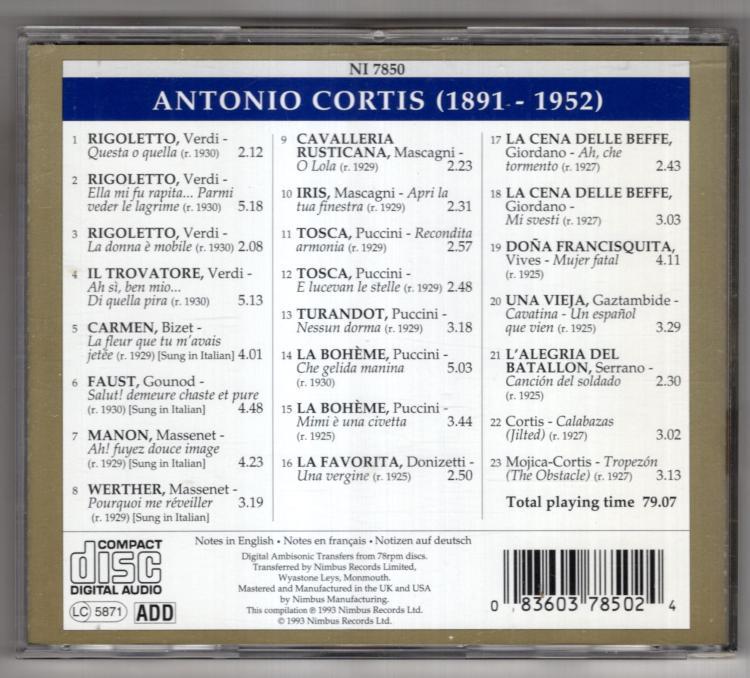 NI 7850
ANTONIO CORTIS (1891 - 1952)
1 RIGOLETTO, Verdi -
Questa o quella (r. 1930) 2.12
2 RIGOLETTO, Verdi -
Ella mi fu rapita... Parmi
veder le lagrime (r. 1930) 5.18
3 RIGOLETTO, Verdi -
La donna è mobile (r. 1930) 2.08
4 IL TROVATORE, Verdi -
Ah sì, ben mio...
Di quella pira (r. 1930) 5.13
5 CARMEN, Bizet -
La fleur que tu m'avais
jetée (r. 1929) [Sung in Italian] 4.01
6 FAUST, Gounod -
Salut! demeure chaste et pure
(r. 1930) [Sung in Italian] 4.48
7 MANON, Massenet -
Ah! fuyez douce image
(r. 1929) [Sung in Italian] 4.23
8 WERTHER, Massenet -
Pourquoi me réveiller 3.19
(r. 1929) [Sung in Italian]
9 CAVALLERIA
RUSTICANA, Mascagni -
O Lola (r. 1929) 2.23
10 IRIS, Mascagni - Apri la
tua finestra (r. 1929) 2.31
11 TOSCA, Puccini - Recondita
armonia (r. 1929) 2.57
12 TOSCA, Puccini -
E lucevan le stelle (r. 1929) 2.48
13 TURANDOT, Puccini -
Nessun dorma (r. 1929) 3.18
14 LA BOHÈME, Puccini -
Che gelida manina 5.03
(r. 1930)
15 LA BOHÈME, Puccini -
Mimì è una civetta 3.44
(r. 1925)
16 LA FAVORITA, Donizetti -
Una vergine (r. 1925) 2.50
17 LA CENA DELLE BEFFE,
Giordano - Ah, che
tormento (r. 1927) 2.43
18 LA CENA DELLE BEFFE,
Giordano -
Mi svesti (r. 1927) 3.03
19 DOÑA FRANCISQUITA,
Vives - Mujer fatal 4.11
(r. 1925)
20 UNA VIEJA, Gaztambide -
Cavatina - Un español
que vien (r. 1925) 3.29
21 L'ALEGRIA DEL
BATALLON, Serrano -
Canción del soldado 2.30
(r. 1925)
22 Cortis - Calabazas
(Jilted) (r. 1927) 3.02
23 Mojica-Cortis - Tropezón
(The Obstacle) (r. 1927) 3.13
Total playing time 79.07
COMPACT
disc
DIGITAL AUDIO
LC 5871 ADD
Notes in English • Notes en français • Notizen auf deutsch
Digital Ambisonic Transfers from 78rpm discs.
Transferred by Nimbus Records Limited,
Wyastone Leys, Monmouth.
Mastered and Manufactured in the UK and USA
by Nimbus Manufacturing.
This compilation ℗ 1993 Nimbus Records Ltd.
© 1993 Nimbus Records Ltd.
0 83603 78502 4